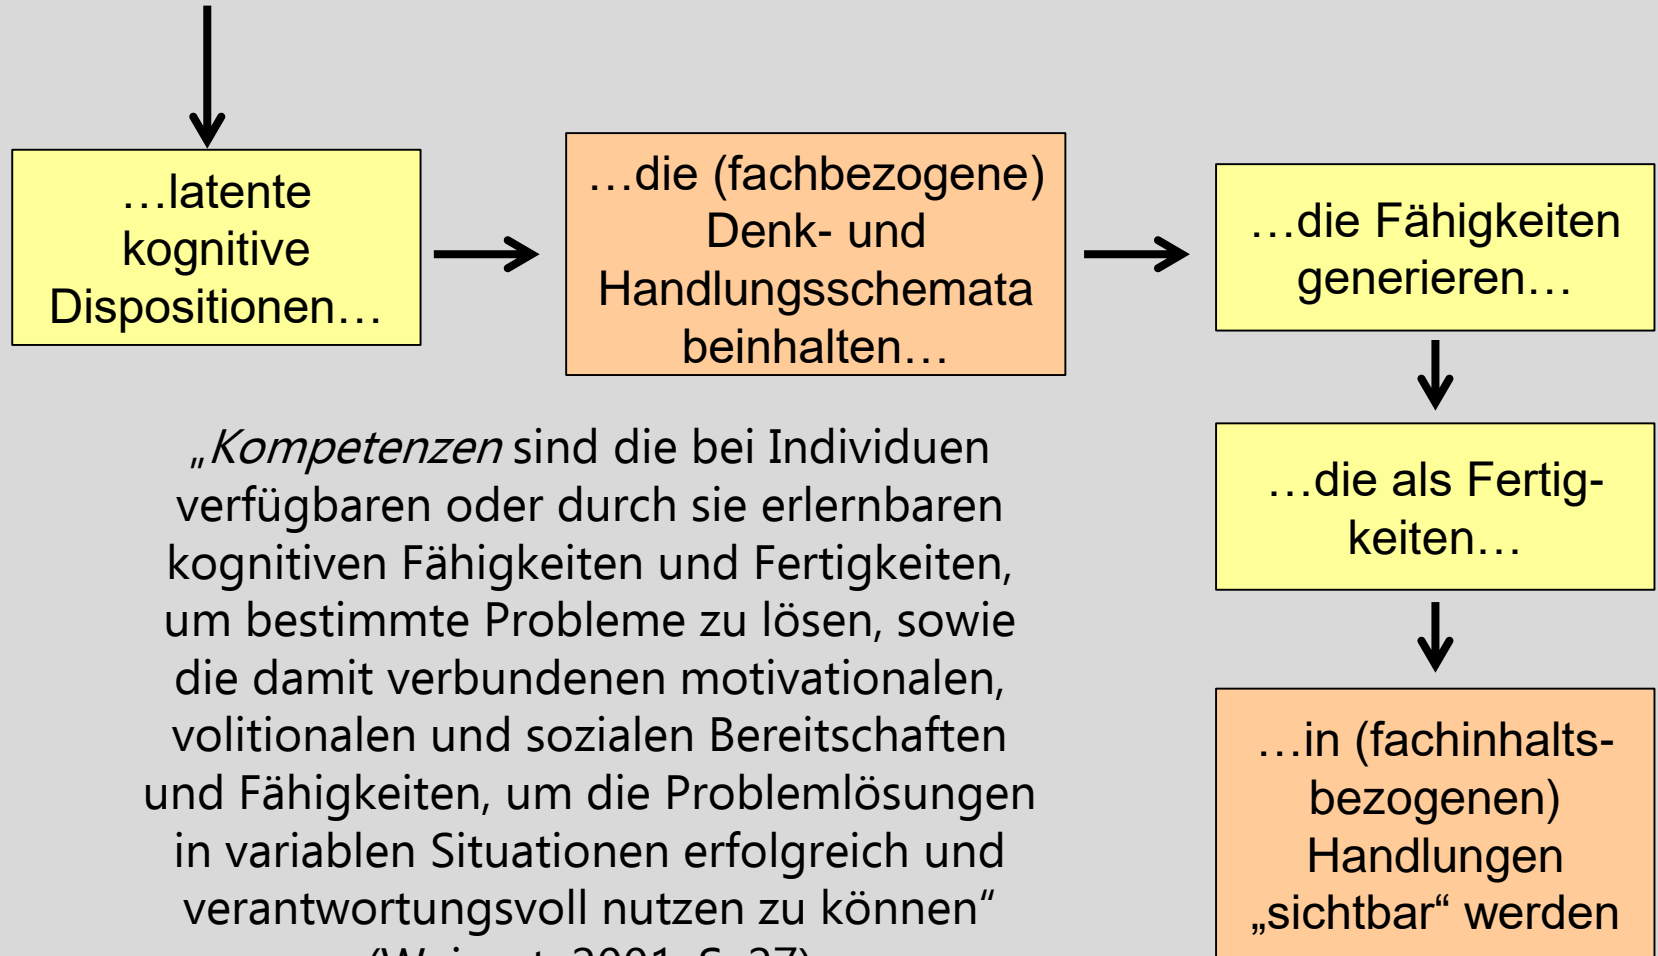 …latente
kognitive
Dispositionen…
…die (fachbezogene)
Denk- und
Handlungsschemata
beinhalten…
…die Fähigkeiten
generieren…
…die als Fertig-
keiten…
…in (fachinhalts-
bezogenen)
Handlungen
„sichtbar“ werden
„Kompetenzen sind die bei Individuen
verfügbaren oder durch sie erlernbaren
kognitiven Fähigkeiten und Fertigkeiten,
um bestimmte Probleme zu lösen, sowie
die damit verbundenen motivationalen,
volitionalen und sozialen Bereitschaften
und Fähigkeiten, um die Problemlösungen
in variablen Situationen erfolgreich und
verantwortungsvoll nutzen zu können“
(Weinert, 2001, S. 27)